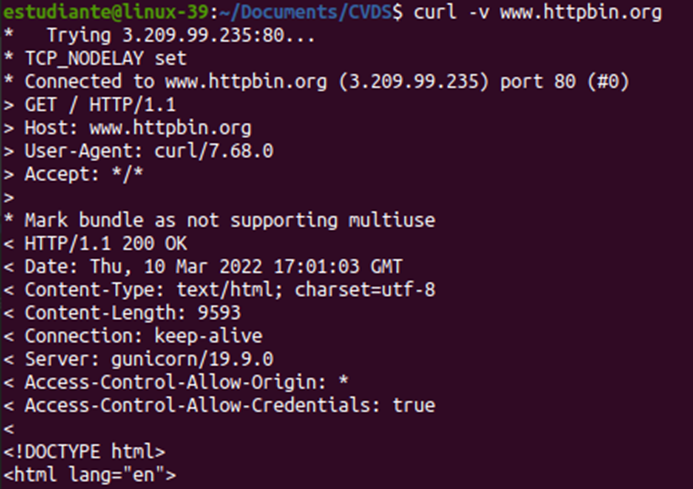 estudiante@linux-39:~/Documents/CVDS$ curl -v www.httpbin.org
*   Trying 3.209.99.235:80...
* TCP_NODELAY set
* Connected to www.httpbin.org (3.209.99.235) port 80 (#0)
> GET / HTTP/1.1
> Host: www.httpbin.org
> User-Agent: curl/7.68.0
> Accept: */*
>
* Mark bundle as not supporting multiuse
< HTTP/1.1 200 OK
< Date: Thu, 10 Mar 2022 17:01:03 GMT
< Content-Type: text/html; charset=utf-8
< Content-Length: 9593
< Connection: keep-alive
< Server: gunicorn/19.9.0
< Access-Control-Allow-Origin: *
< Access-Control-Allow-Credentials: true
<
<!DOCTYPE html>
<html lang="en">